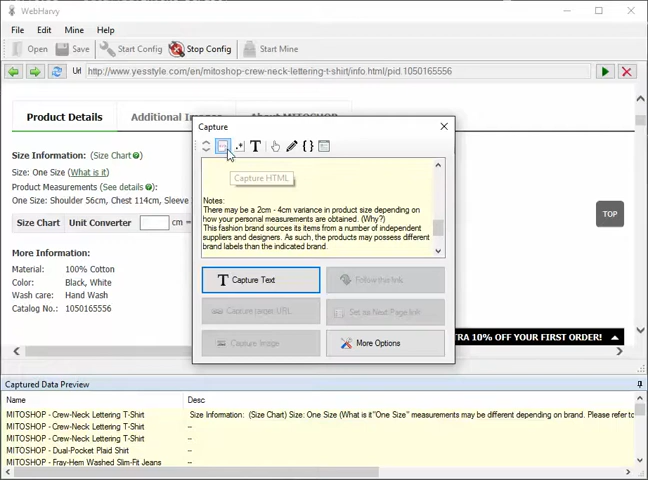 WebHarvy
File Edit Mine Help
Open Save Start Config Stop Config Start Mine
Url http://www.yesstyle.com/en/mitoshop-crew-neck-lettering-t-shirt/info.html/pid.1050165556
Product Details Additional
Size Information: (Size Chart)
Size: One Size (What is it)
Product Measurements (See details):
One Size: Shoulder 56cm, Chest 114cm, Sleeve
Size Chart Unit Converter cm =
More Information:
Material: 100% Cotton
Color: Black, White
Wash care: Hand Wash
Catalog No.: 1050165556
Capture
T { }
Capture HTML
Notes:
There may be a 2cm - 4cm variance in product size depending on
how your personal measurements are obtained. (Why?)
This fashion brand sources its items from a number of independent
suppliers and designers. As such, the products may possess different
brand labels than the indicated brand.
T Capture Text Follow this link
Capture target URL Set as Next Page link
Capture Image More Options
TOP
XTRA 10% OFF YOUR FIRST ORDER!
Captured Data Preview
Name Desc
MITOSHOP - Crew-Neck Lettering T-Shirt Size Information: (Size Chart) Size: One Size (What is it"One Size" measurements may be different depending on brand. Please refer to
MITOSHOP - Crew-Neck Lettering T-Shirt --
MITOSHOP - Crew-Neck Lettering T-Shirt --
MITOSHOP - Dual-Pocket Plaid Shirt --
MITOSHOP - Fray-Hem Washed Slim-Fit Jeans --